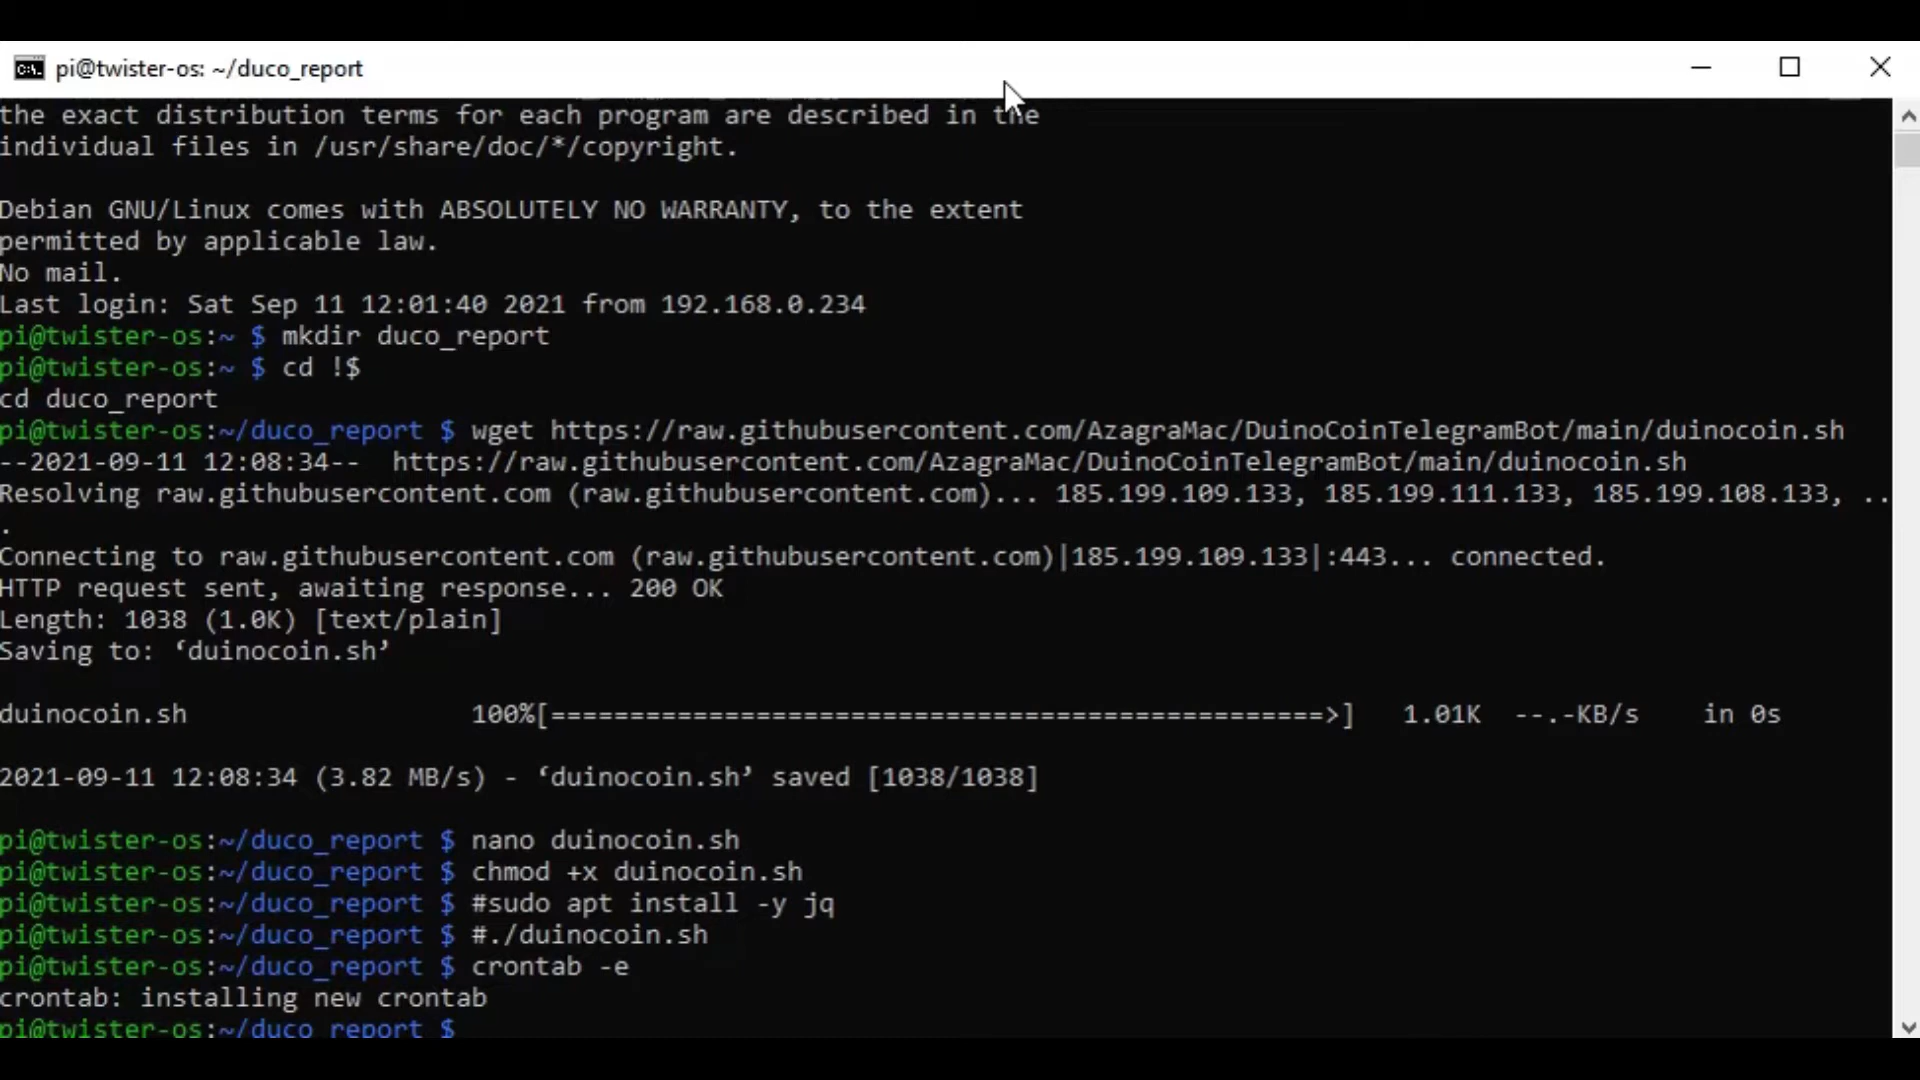 pi@twister-os: ~/duco_report
the exact distribution terms for each program are described in the
individual files in /usr/share/doc/*/copyright.
Debian GNU/Linux comes with ABSOLUTELY NO WARRANTY, to the extent
permitted by applicable law.
No mail.
Last login: Sat Sep 11 12:01:40 2021 from 192.168.0.234
pi@twister-os:~ $ mkdir duco_report
pi@twister-os:~ $ cd !$
cd duco_report
pi@twister-os:~/duco_report $ wget https://raw.githubusercontent.com/AzagraMac/DuinoCoinTelegramBot/main/duinocoin.sh
--2021-09-11 12:08:34--  https://raw.githubusercontent.com/AzagraMac/DuinoCoinTelegramBot/main/duinocoin.sh
Resolving raw.githubusercontent.com (raw.githubusercontent.com)... 185.199.109.133, 185.199.111.133, 185.199.108.133, ..
.
Connecting to raw.githubusercontent.com (raw.githubusercontent.com)|185.199.109.133|:443... connected.
HTTP request sent, awaiting response... 200 OK
Length: 1038 (1.0K) [text/plain]
Saving to: ‘duinocoin.sh’
duinocoin.sh                  100%[=================================================>]   1.01K  --.-KB/s    in 0s
2021-09-11 12:08:34 (3.82 MB/s) - ‘duinocoin.sh’ saved [1038/1038]
pi@twister-os:~/duco_report $ nano duinocoin.sh
pi@twister-os:~/duco_report $ chmod +x duinocoin.sh
pi@twister-os:~/duco_report $ #sudo apt install -y jq
pi@twister-os:~/duco_report $ #./duinocoin.sh
pi@twister-os:~/duco_report $ crontab -e
crontab: installing new crontab
pi@twister-os:~/duco_report $